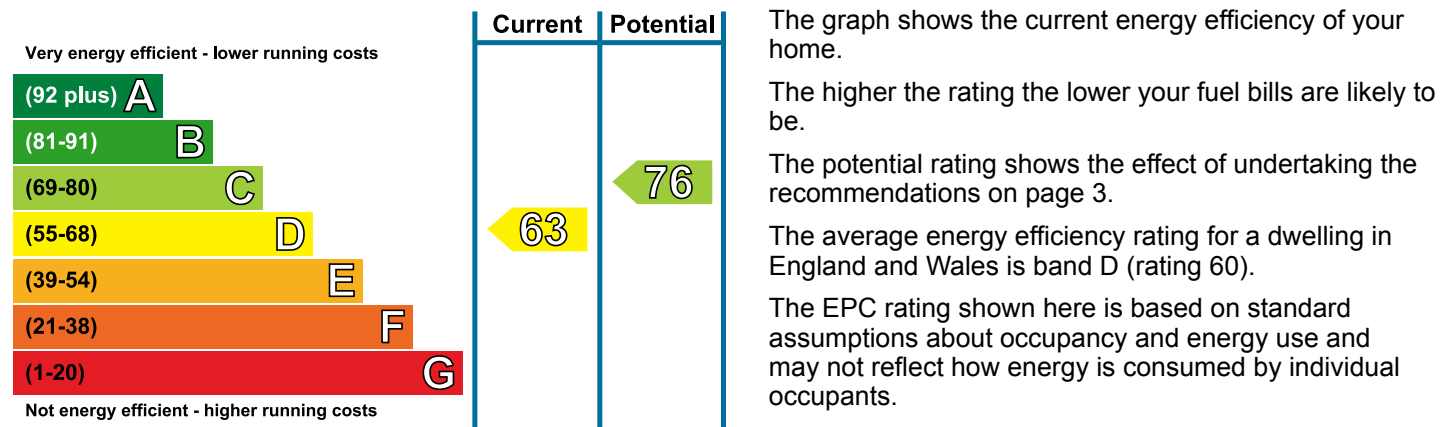 Current Potential
Very energy efficient - lower running costs
(92 plus) A
(81-91) B
(69-80) C
76
(55-68) D
63
(39-54) E
(21-38) F
(1-20) G
Not energy efficient - higher running costs
The graph shows the current energy efficiency of your
home.
The higher the rating the lower your fuel bills are likely to
be.
The potential rating shows the effect of undertaking the
recommendations on page 3.
The average energy efficiency rating for a dwelling in
England and Wales is band D (rating 60).
The EPC rating shown here is based on standard
assumptions about occupancy and energy use and
may not reflect how energy is consumed by individual
occupants.